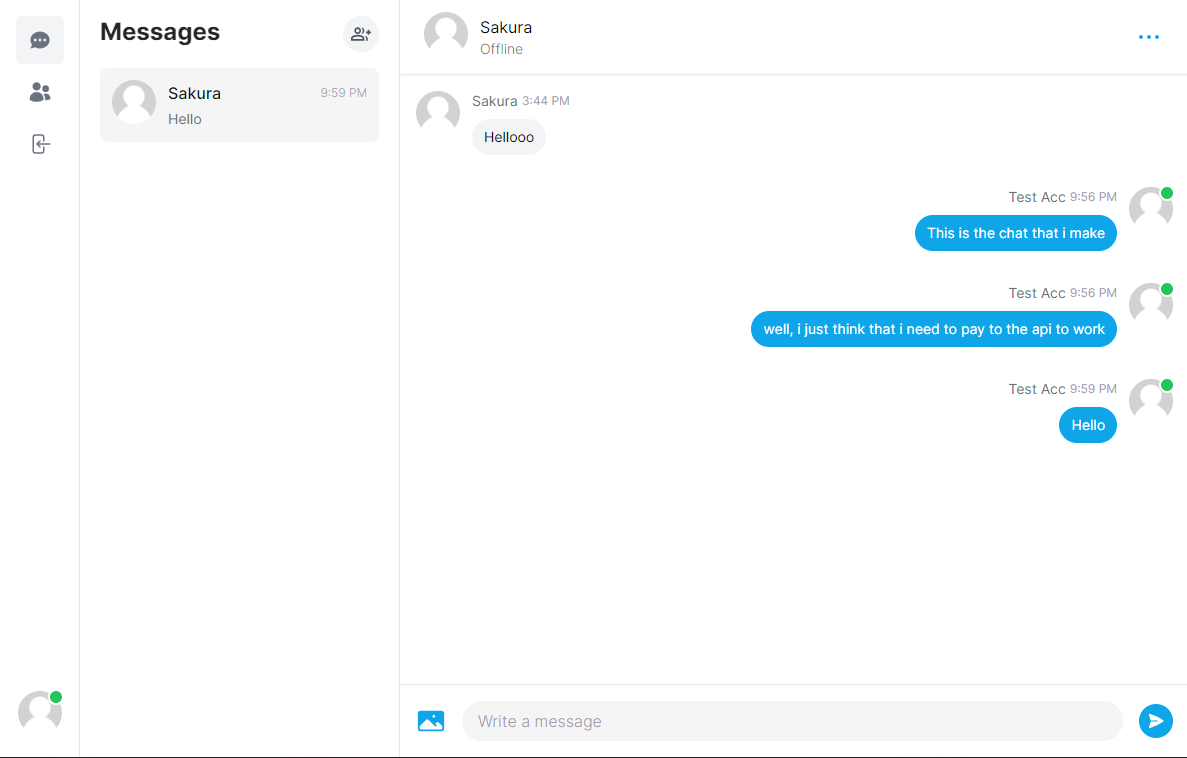 Messages
Sakura 9:59 PM
Hello
Sakura
Offline
Sakura 3:44 PM
Hellooo
Test Acc 9:56 PM
This is the chat that i make
Test Acc 9:56 PM
well, i just think that i need to pay to the api to work
Test Acc 9:59 PM
Hello
Write a message